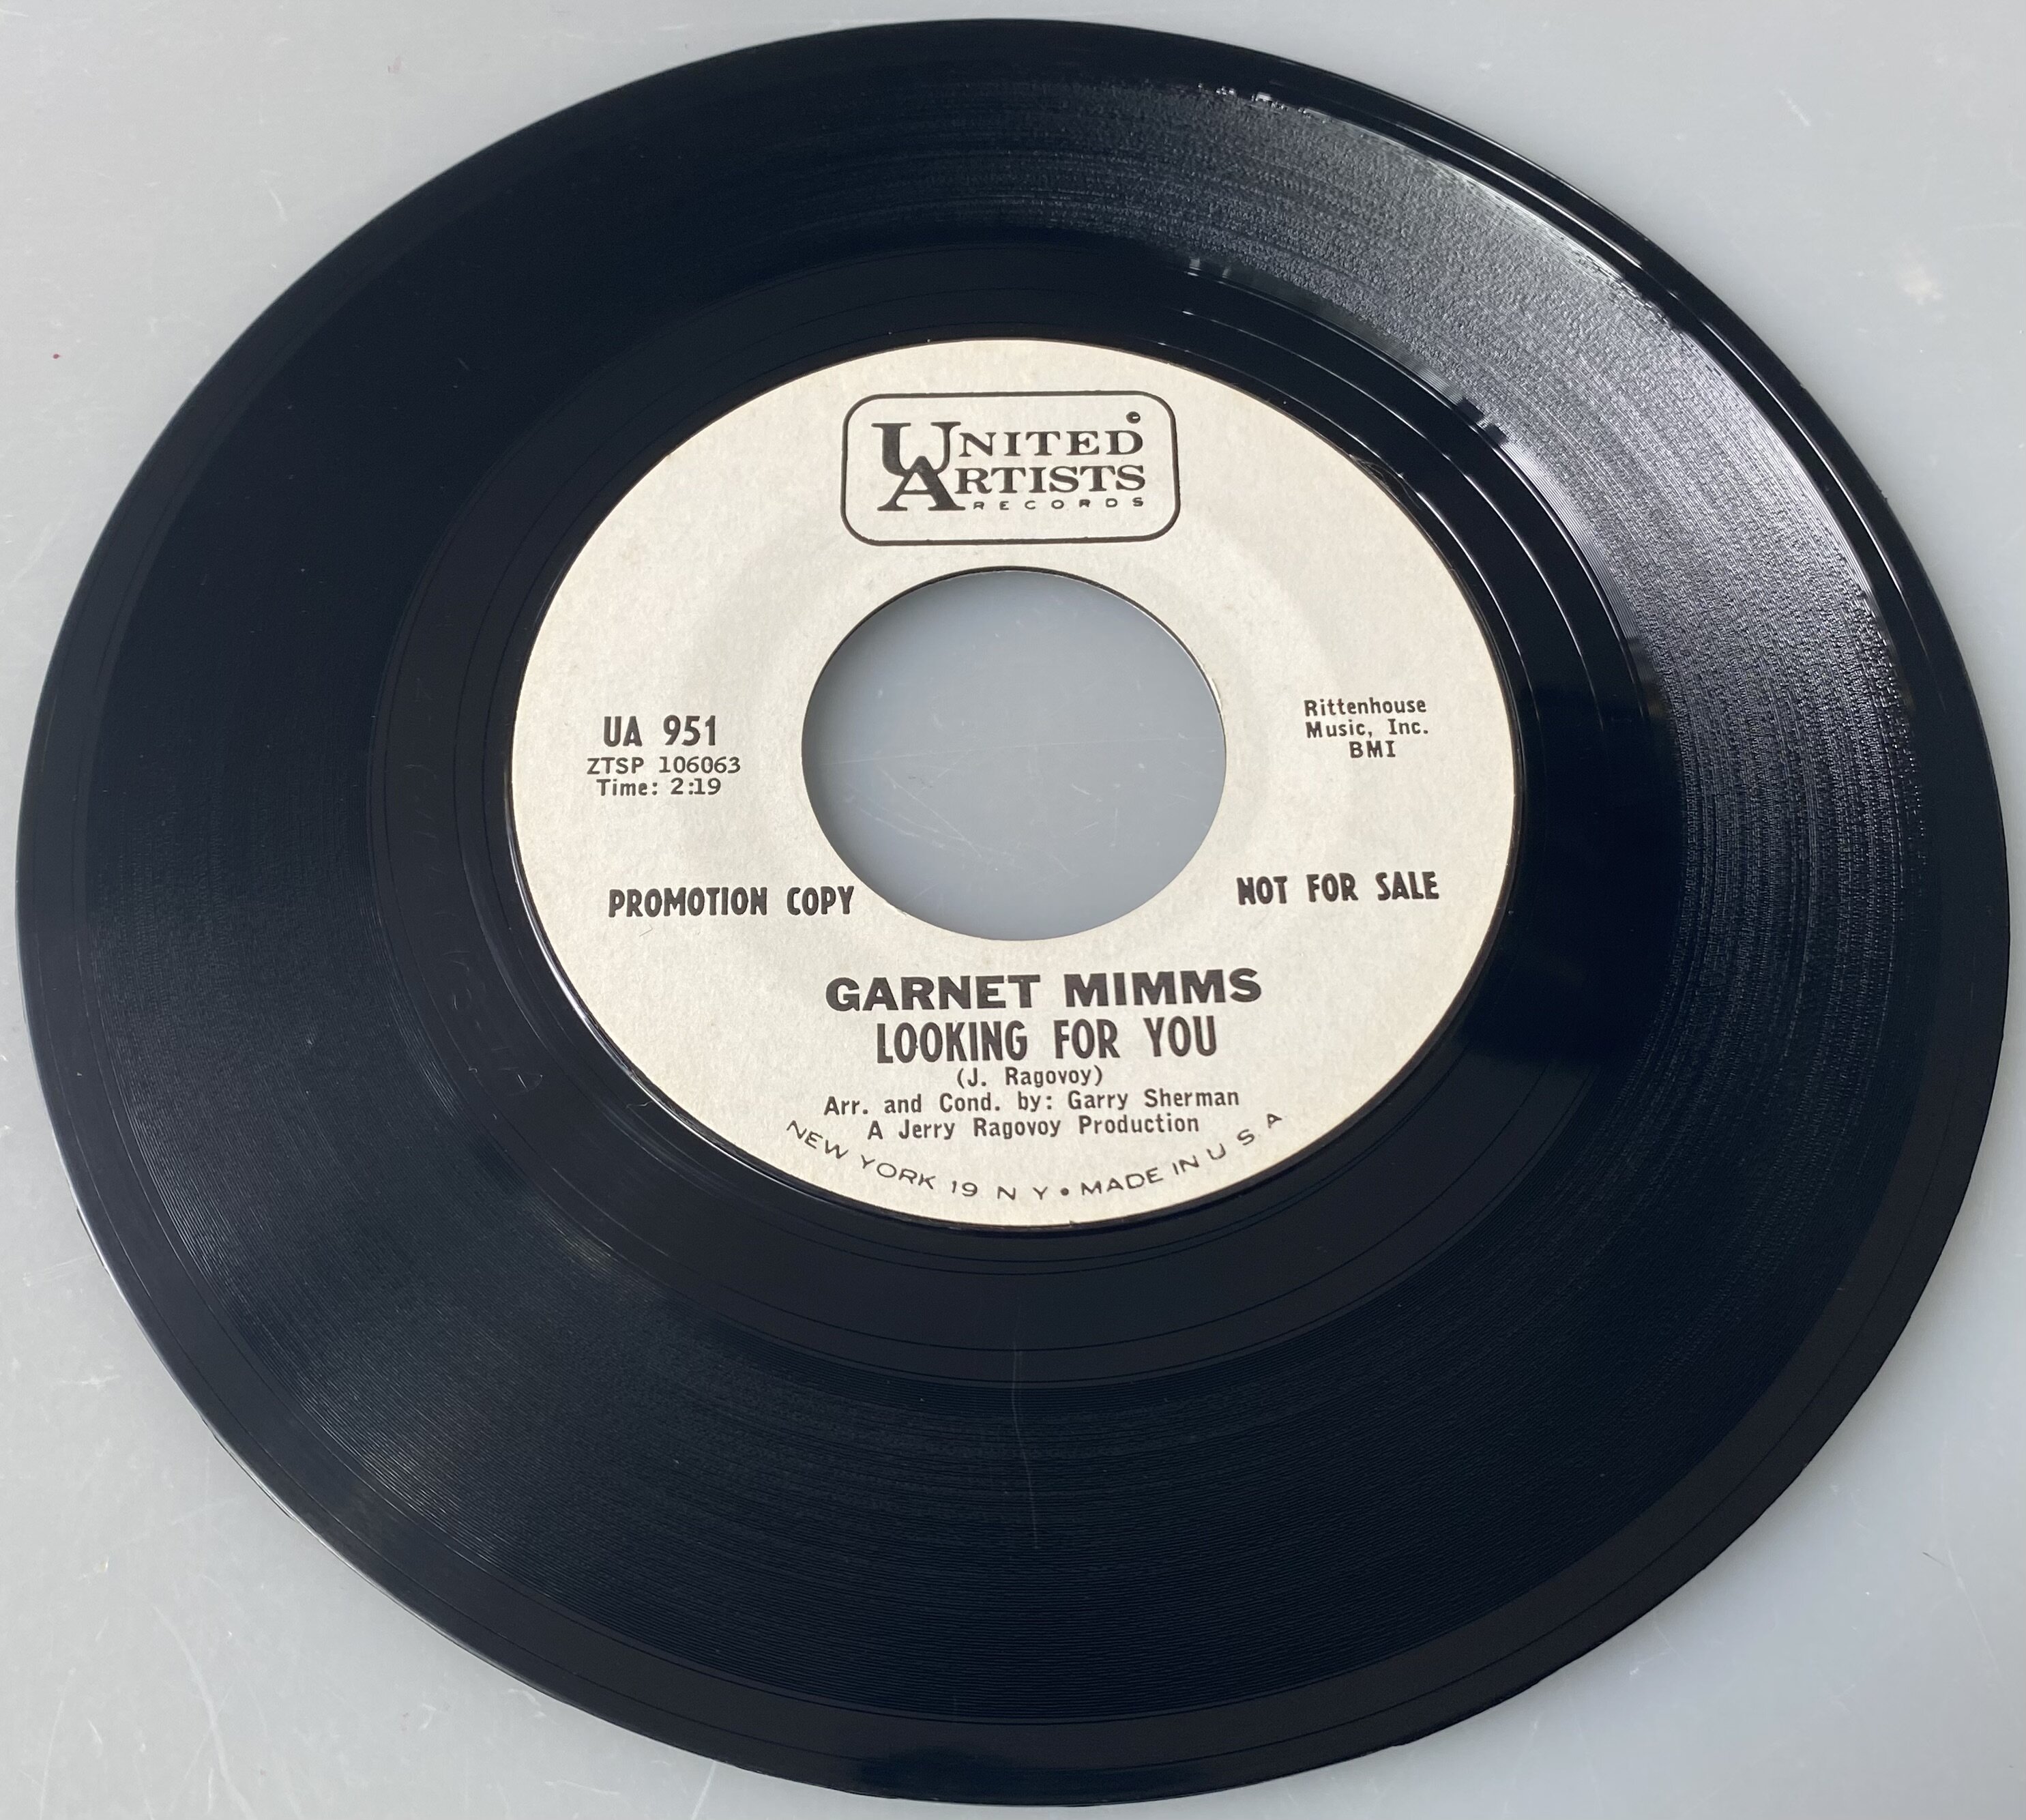 UNITED
ARTISTS
RECORDS
UA 951
ZTSP 106063
Time: 2:19
Rittenhouse
Music, Inc.
BMI
PROMOTION COPY
NOT FOR SALE
GARNET MIMMS
LOOKING FOR YOU
(J. Ragovoy)
Arr. and Cond. by: Garry Sherman
A Jerry Ragovoy Production
NEW YORK 19 N Y • MADE IN U S A